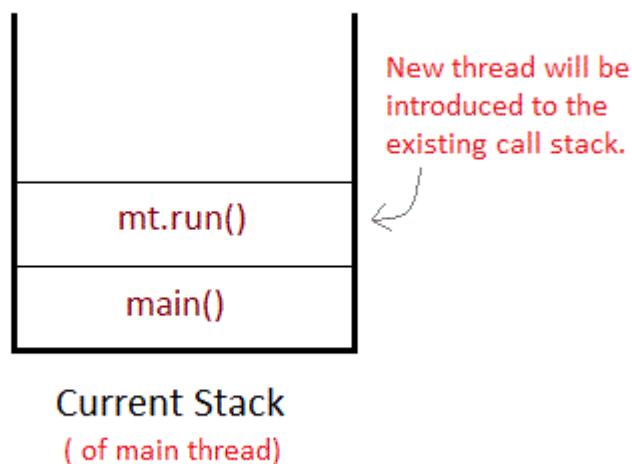 New thread will be
introduced to the
existing call stack.
mt.run()
main()
Current Stack
( of main thread)